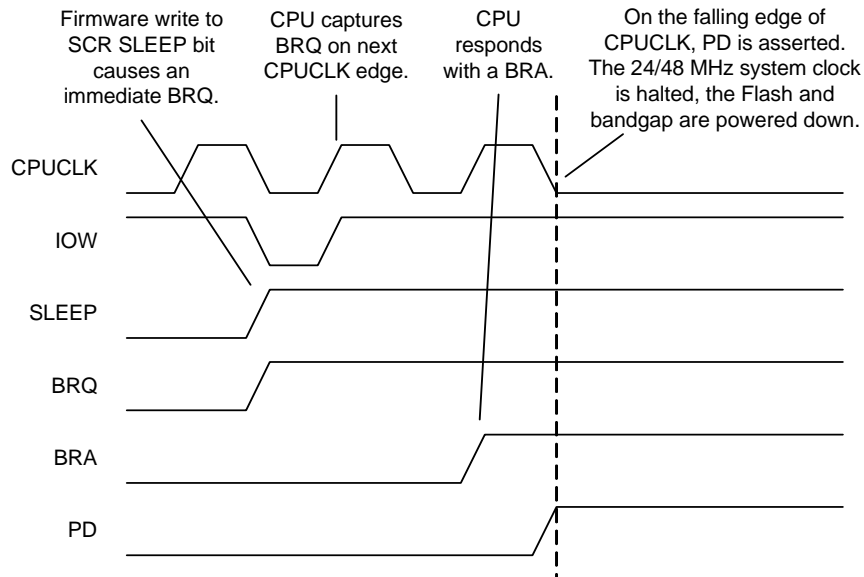 Firmware write to
SCR SLEEP bit
causes an
immediate BRQ.
CPU captures
BRQ on next
CPUCLK edge.
CPU
responds
with a BRA.
On the falling edge of
CPUCLK, PD is asserted.
The 24/48 MHz system clock
is halted, the Flash and
bandgap are powered down.
CPUCLK
IOW
SLEEP
BRQ
BRA
PD